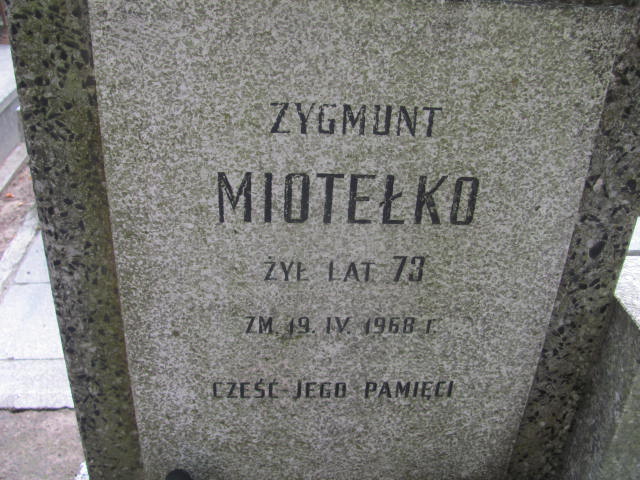 ZYGMUNT
MIOTEŁKO
ŻYŁ LAT 73
ZM. 19. IV. 1968 r.
CZEŚĆ JEGO PAMIĘCI